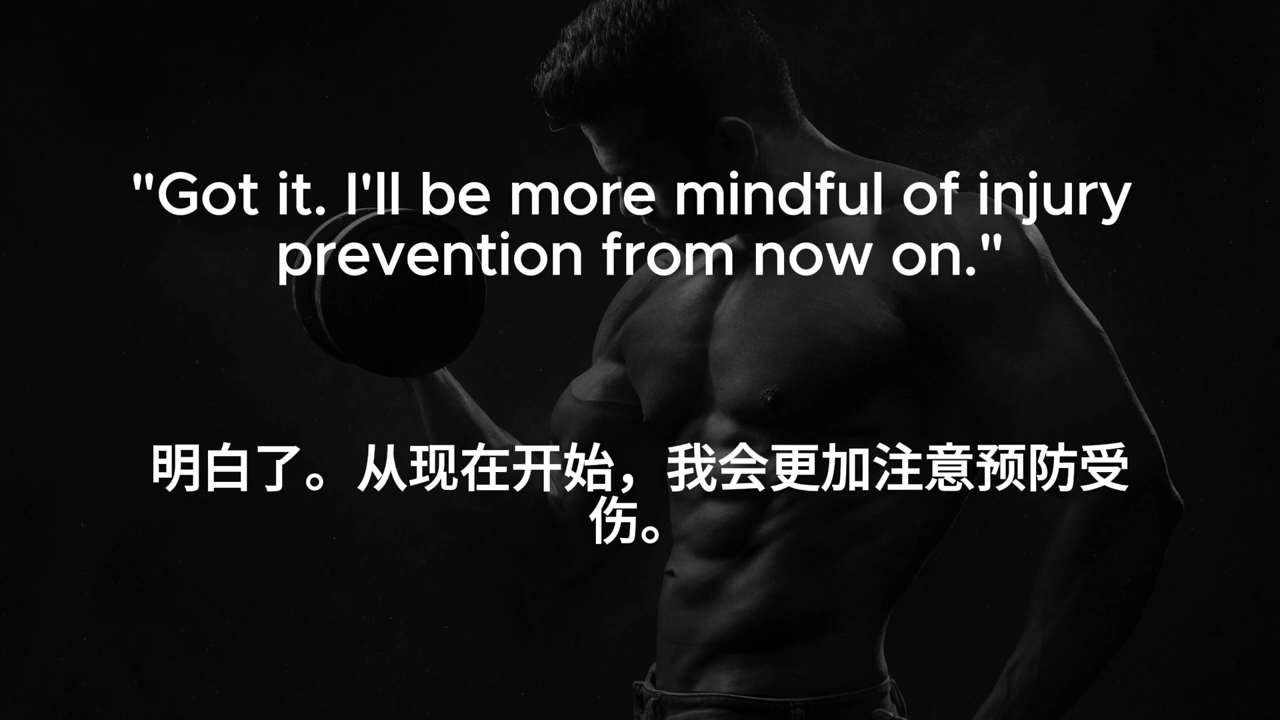 "Got it. I'll be more mindful of injury
prevention from now on."
明白了。从现在开始，我会更加注意预防受
伤。